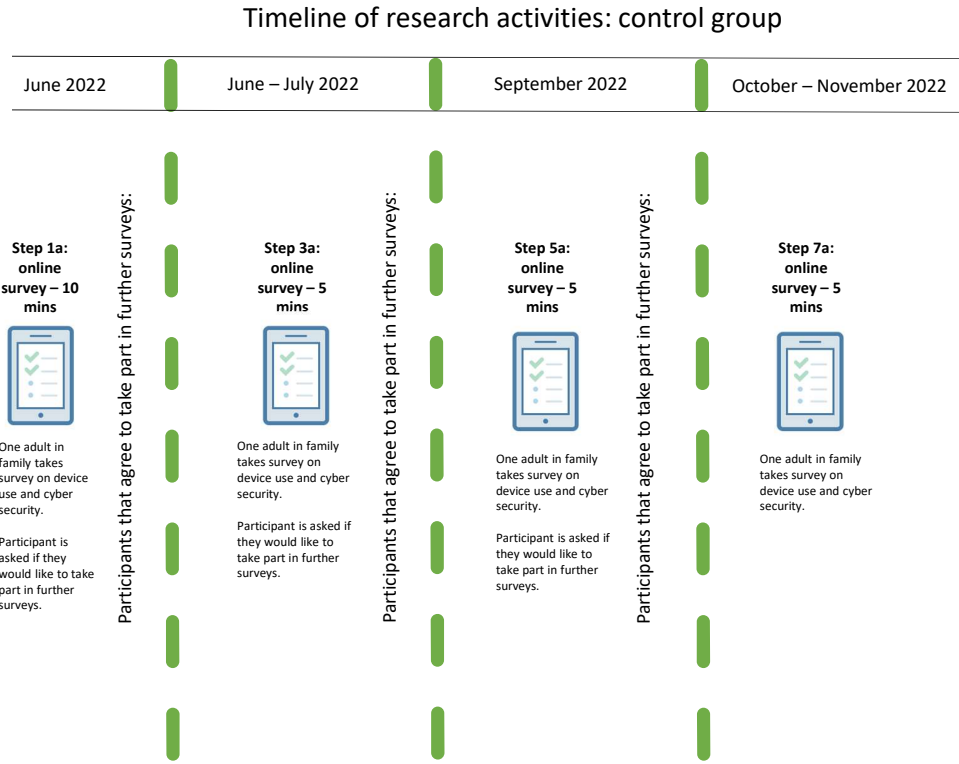 Timeline of research activities: control group
June 2022
June – July 2022
September 2022
October – November 2022
Step 1a:
online
survey – 10
mins
One adult in
family takes
survey on device
use and cyber
security.
Participant is
asked if they
would like to take
part in further
surveys.
Participants that agree to take part in further surveys:
Step 3a:
online
survey – 5
mins
One adult in family
takes survey on
device use and cyber
security.
Participant is asked if
they would like to
take part in further
surveys.
Participants that agree to take part in further surveys:
Step 5a:
online
survey – 5
mins
One adult in family
takes survey on
device use and cyber
security.
Participant is asked if
they would like to
take part in further
surveys.
Participants that agree to take part in further surveys:
Step 7a:
online
survey – 5
mins
One adult in family
takes survey on
device use and cyber
security.